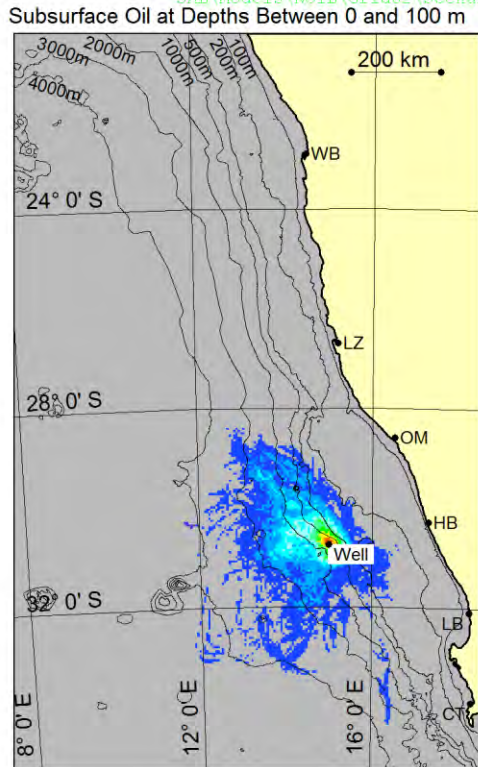 Subsurface Oil at Depths Between 0 and 100 m
3000m
2000m
1000m
500m
200m
100m
4000m
200 km
WB
24° 0' S
LZ
28° 0' S
OM
HB
Well
32° 0' S
LB
CT
8° 0' E
12° 0' E
16° 0' E